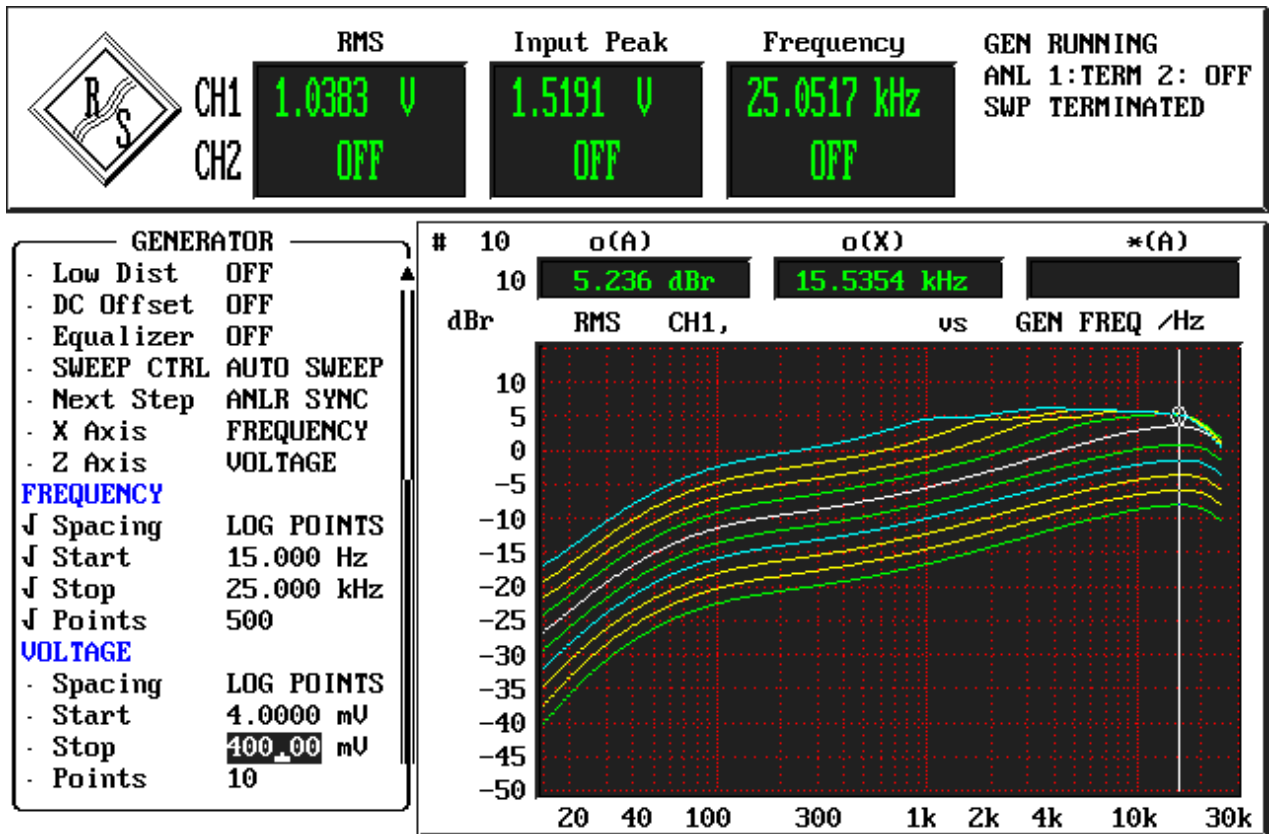 RMS Input Peak Frequency
GEN RUNNING
ANL 1:TERM 2: OFF
SWP TERMINATED
R S
CH1 1.0383 V 1.5191 V 25.0517 kHz
CH2 OFF OFF OFF
GENERATOR
· Low Dist OFF
· DC Offset OFF
· Equalizer OFF
· SWEEP CTRL AUTO SWEEP
· Next Step ANLR SYNC
· X Axis FREQUENCY
· Z Axis VOLTAGE
FREQUENCY
√ Spacing LOG POINTS
√ Start 15.000 Hz
√ Stop 25.000 kHz
√ Points 500
VOLTAGE
· Spacing LOG POINTS
· Start 4.0000 mV
· Stop 400.00 mV
· Points 10
# 10 o(A) o(X) *(A)
10 5.236 dBr 15.5354 kHz
dBr RMS CH1, vs GEN FREQ /Hz
10
5
0
-5
-10
-15
-20
-25
-30
-35
-40
-45
-50
20 40 100 300 1k 2k 4k 10k 30k